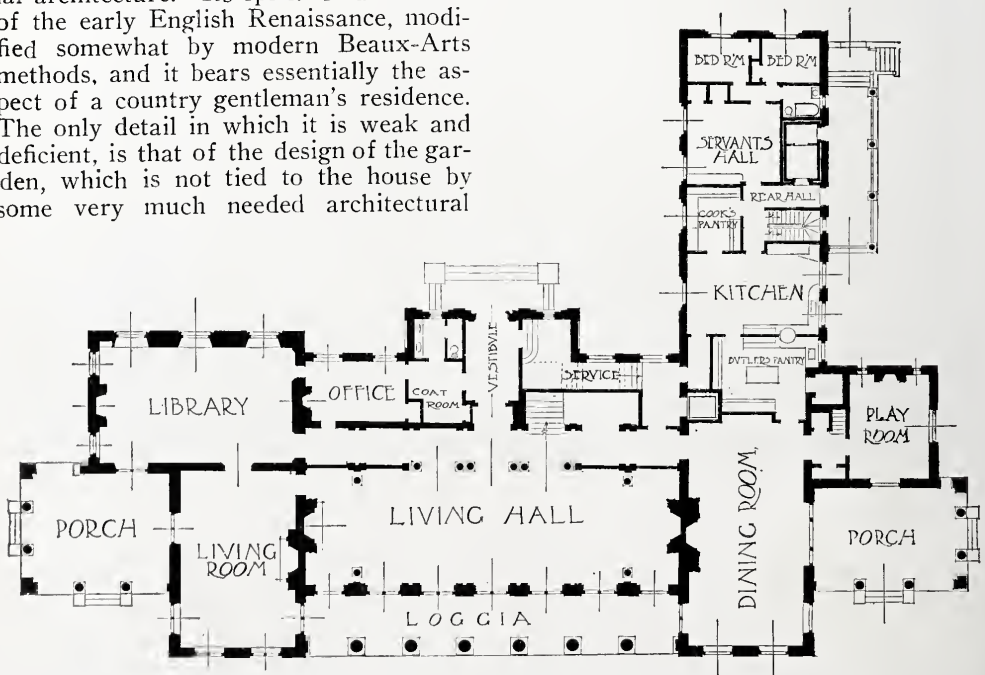 of the early English Renaissance, modi-
fied somewhat by modern Beaux-Arts
methods, and it bears essentially the as-
pect of a country gentleman's residence.
The only detail in which it is weak and
deficient, is that of the design of the gar-
den, which is not tied to the house by
some very much needed architectural
BED R'M BED R'M
SERVANTS
HALL
REAR HALL
COOK'S
PANTRY
KITCHEN
BUTLERS PANTRY
VESTIBULE
SERVICE
OFFICE
COAT
ROOM
LIBRARY
PLAY
ROOM
LIVING HALL
DINING ROOM
PORCH
LIVING
ROOM
PORCH
LOGGIA